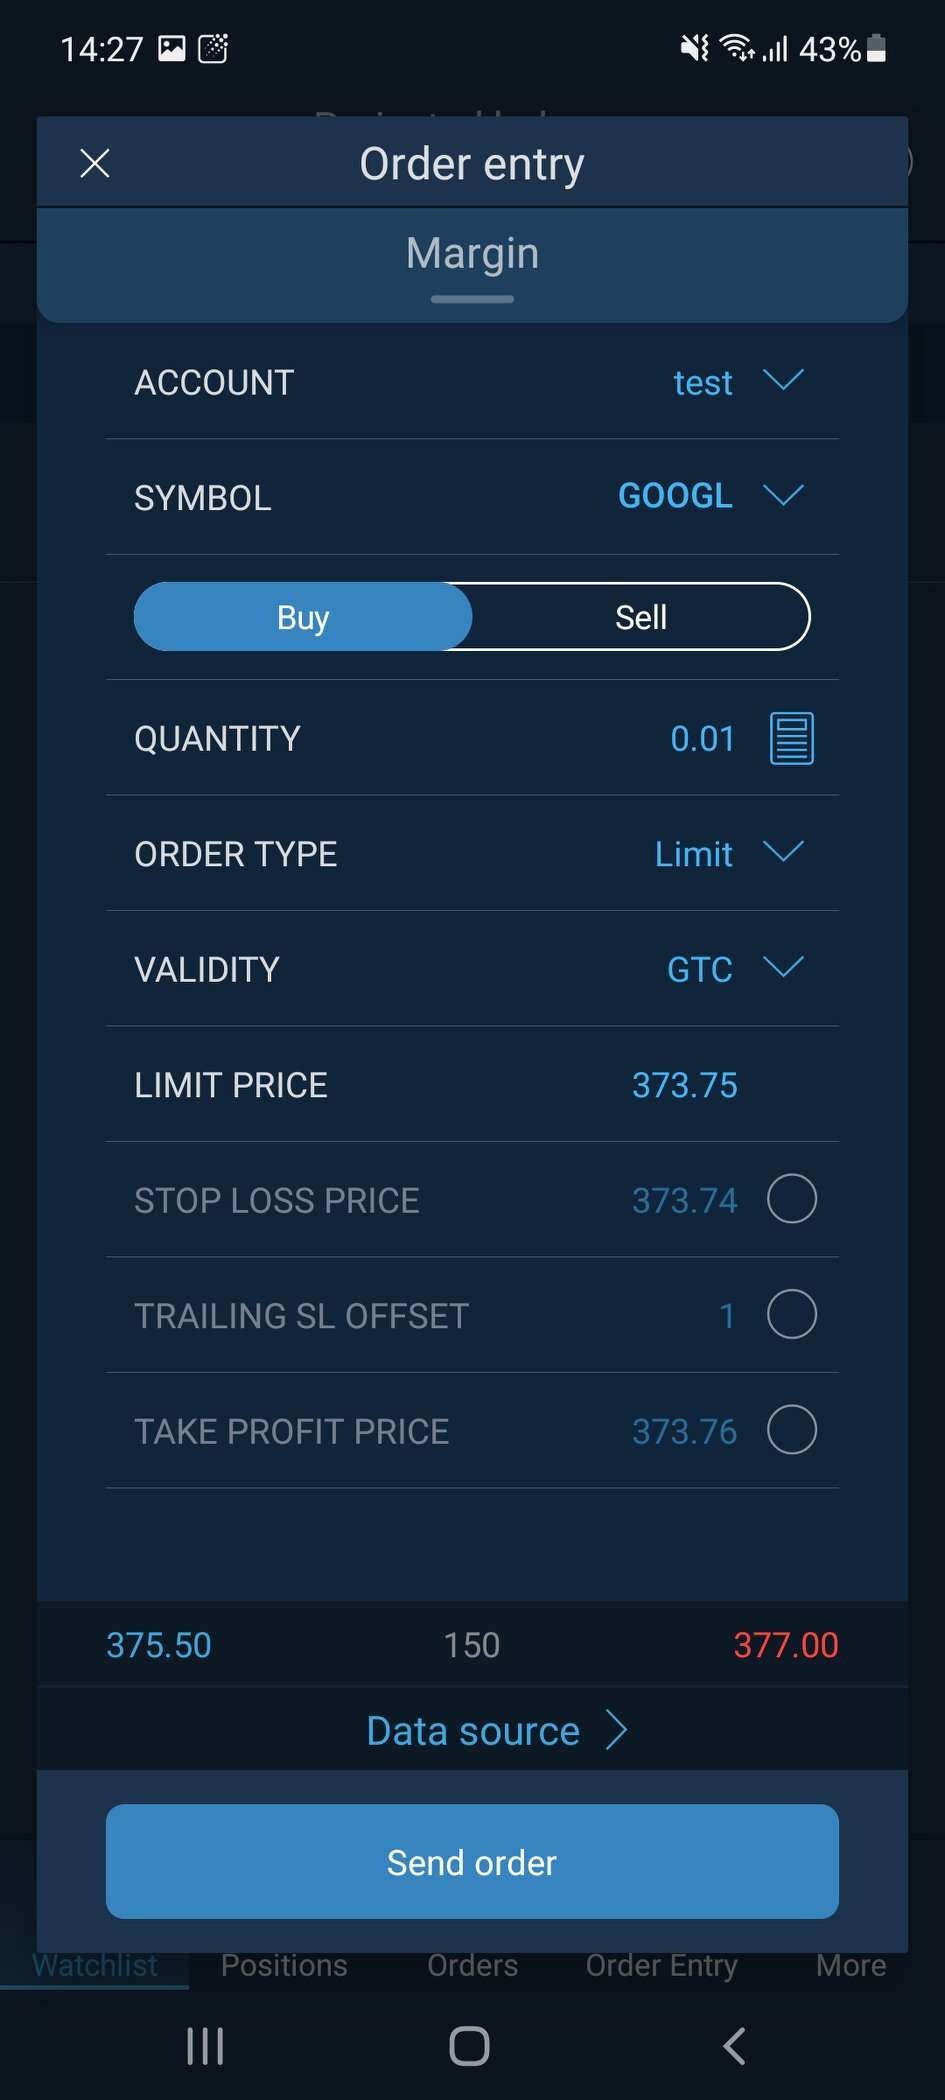 14:27 43%
Order entry
Margin
ACCOUNT test
SYMBOL GOOGL
Buy Sell
QUANTITY 0.01
ORDER TYPE Limit
VALIDITY GTC
LIMIT PRICE 373.75
STOP LOSS PRICE 373.74
TRAILING SL OFFSET 1
TAKE PROFIT PRICE 373.76
375.50 150 377.00
Data source
Send order
Watchlist Positions Orders Order Entry More